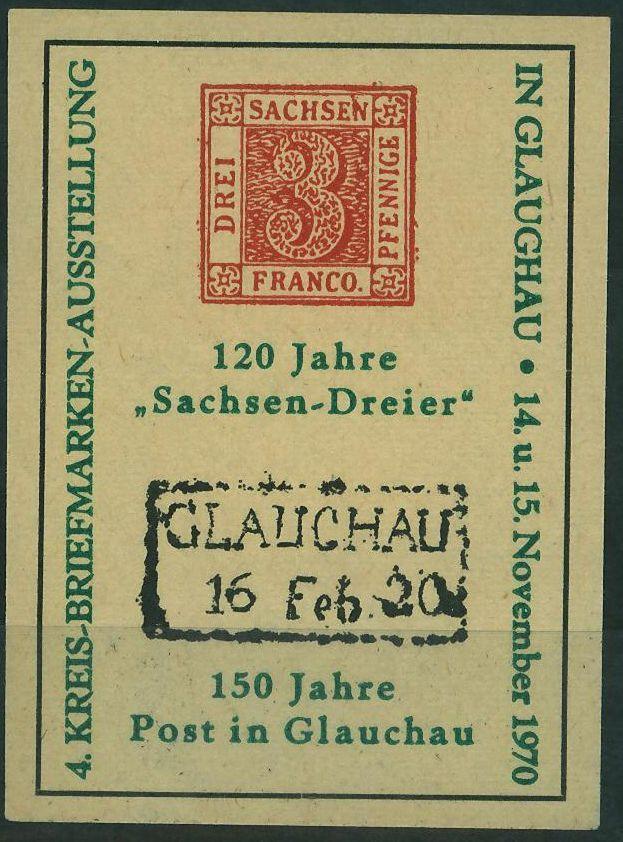 4. KREIS-BRIEFMARKEN-AUSSTELLUNG
SACHSEN
DREI
3
PFENNIGE
FRANCO.
120 Jahre
„Sachsen-Dreier“
GLAUCHAU
16 Feb. 20
150 Jahre
Post in Glauchau
IN GLAUGHAU • 14. u. 15. November 1970